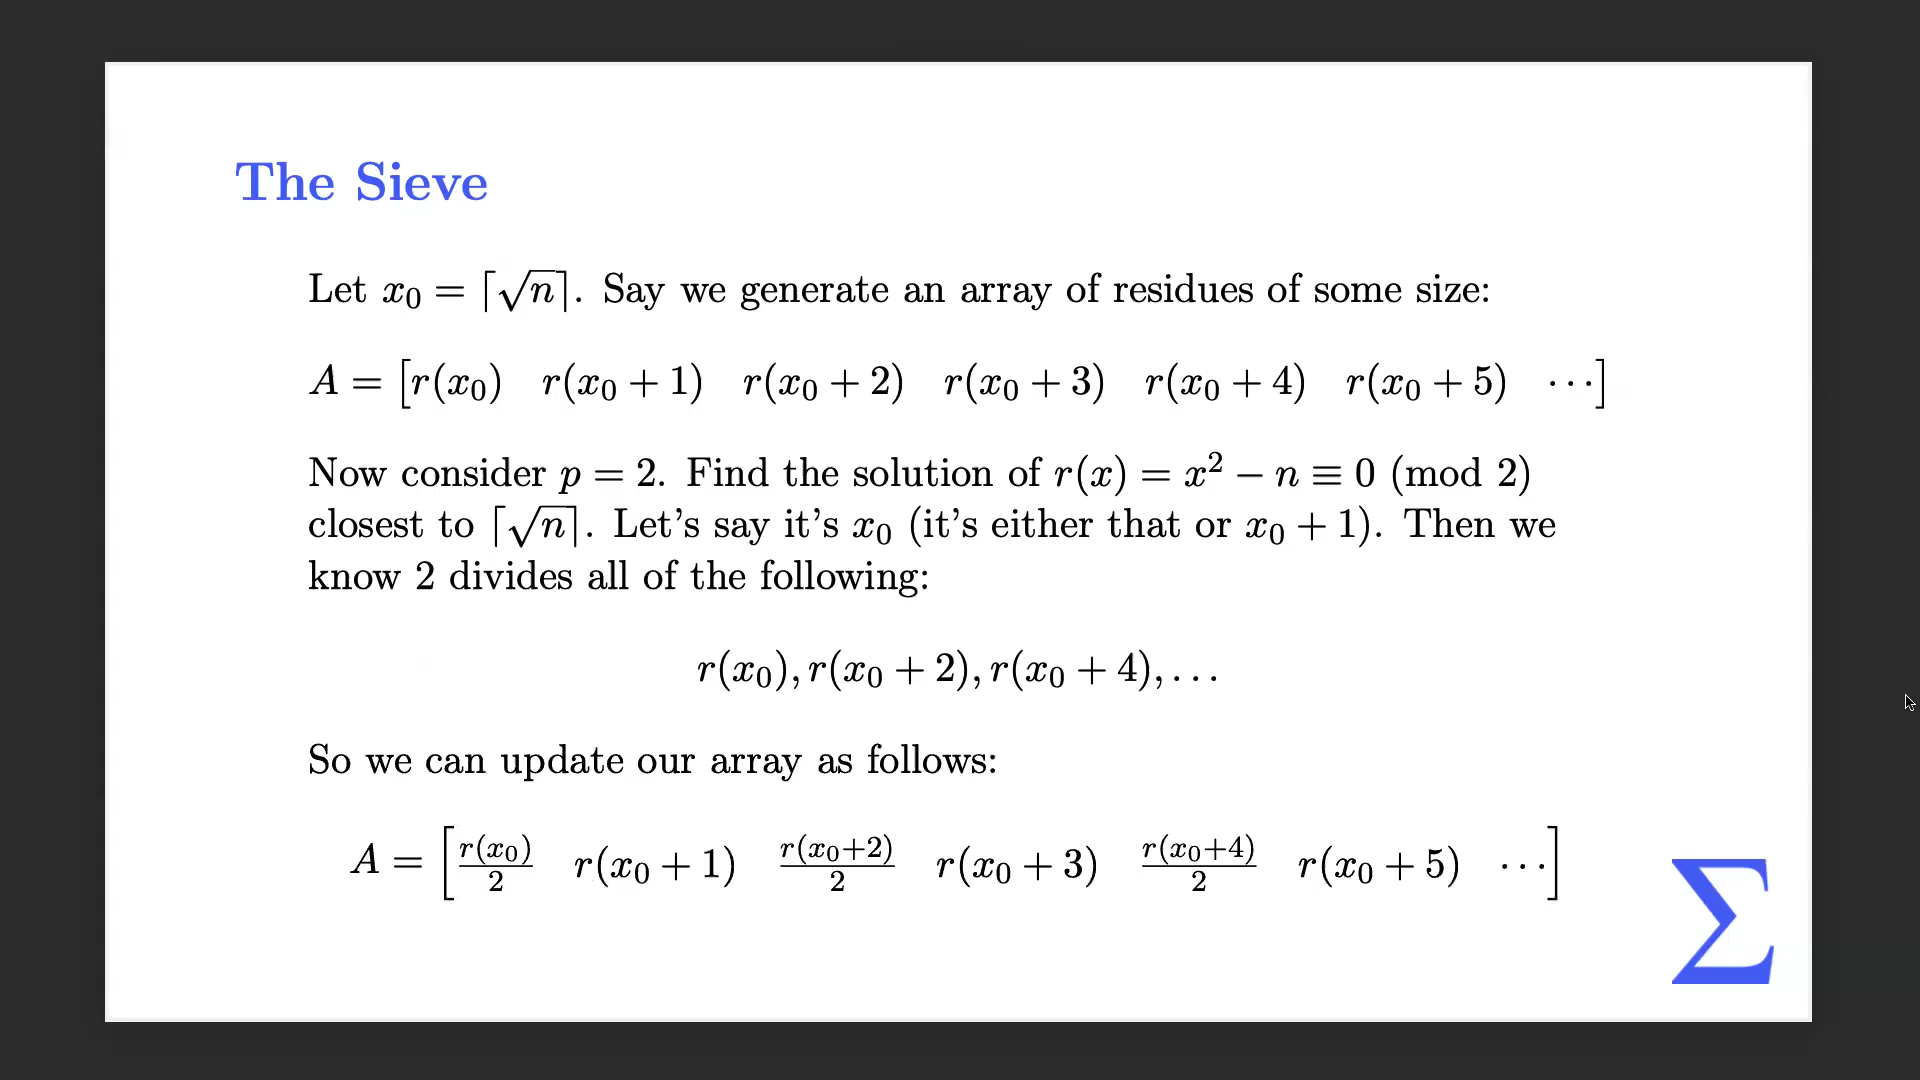 The Sieve
Let x₀ = ⌈√n⌉. Say we generate an array of residues of some size:
A = [r(x₀) r(x₀ + 1) r(x₀ + 2) r(x₀ + 3) r(x₀ + 4) r(x₀ + 5) ⋯]
Now consider p = 2. Find the solution of r(x) = x² − n ≡ 0 (mod 2)
closest to ⌈√n⌉. Let’s say it’s x₀ (it’s either that or x₀ + 1). Then we
know 2 divides all of the following:
r(x₀), r(x₀ + 2), r(x₀ + 4), …
So we can update our array as follows:
A = [r(x₀)/2 r(x₀ + 1) r(x₀+2)/2 r(x₀ + 3) r(x₀+4)/2 r(x₀ + 5) ⋯]
Σ